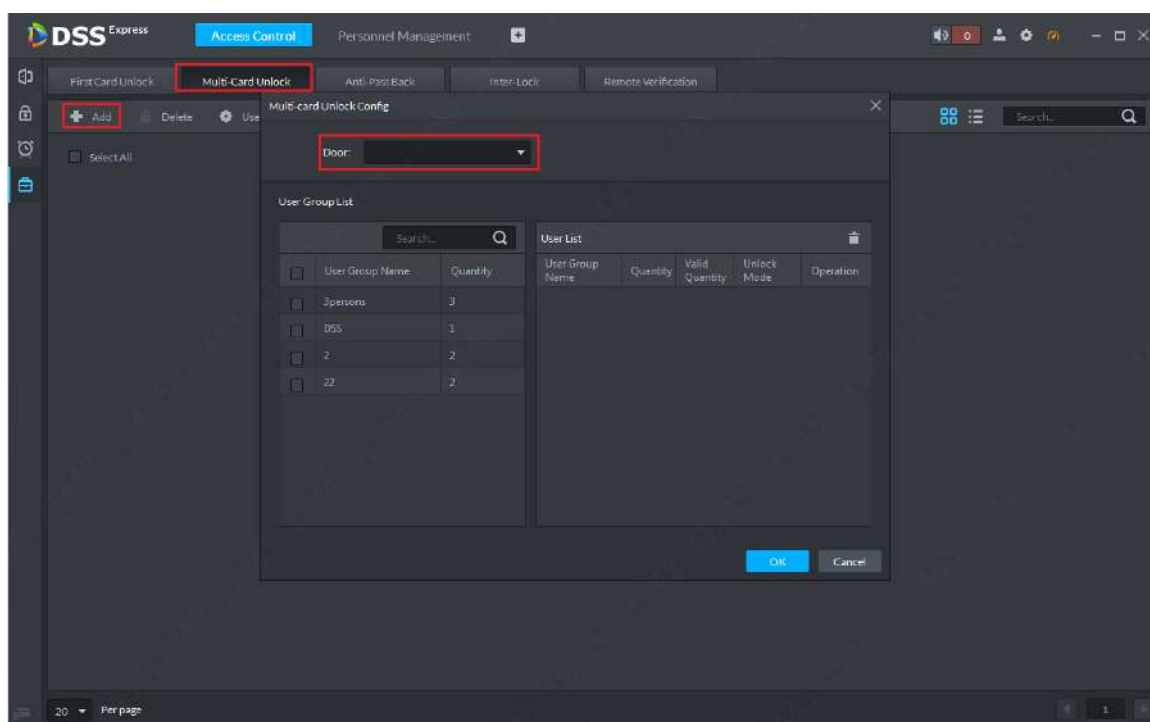 DSS Express Access Control Personnel Management 0
First Card Unlock Multi-Card Unlock Anti-Pass Back Inter-Lock Remote Verification
Add Delete Use Search...
Select All
Multi-card Unlock Config
Door:
User Group List
Search...
User Group Name Quantity
3persons 3
DSS 1
2 2
22 2
User List
User Group Name Quantity Valid Quantity Unlock Mode Operation
OK Cancel
20 Per page 1